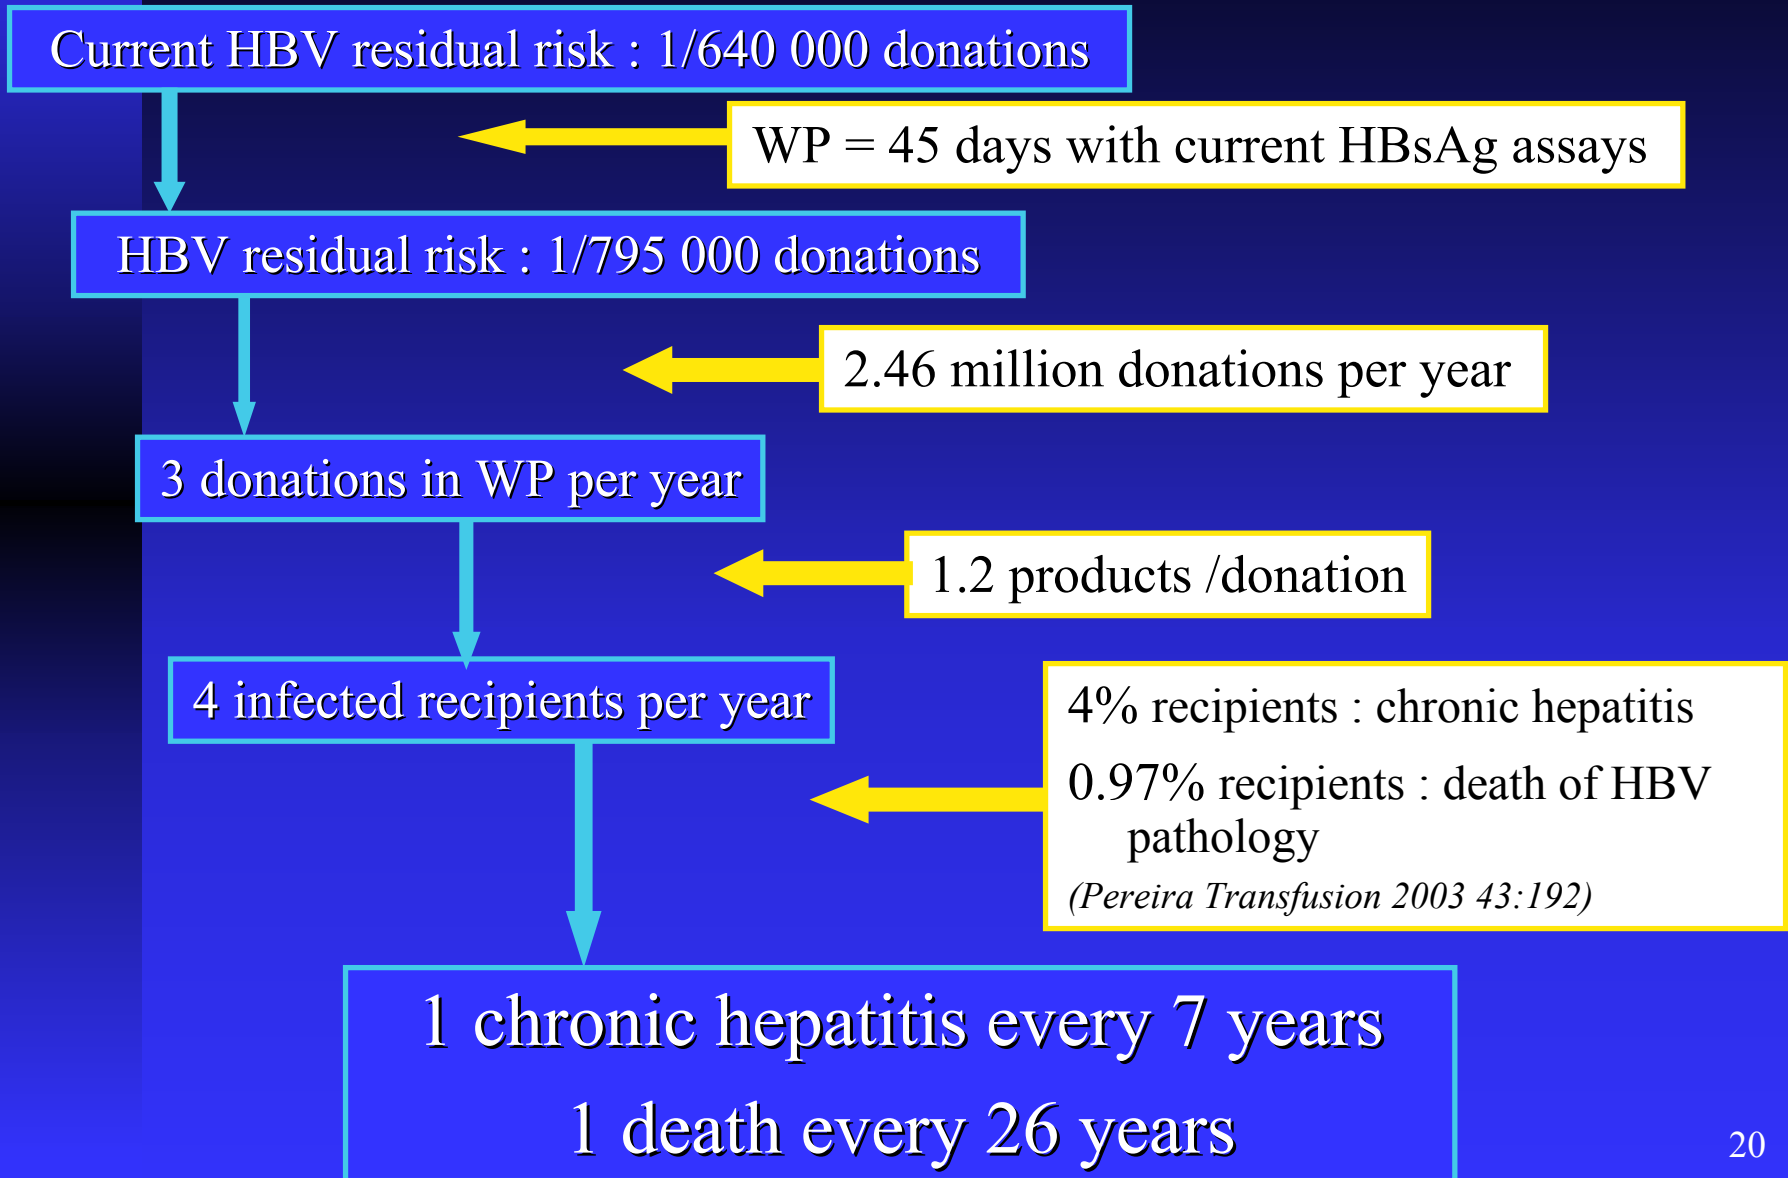 Current HBV residual risk : 1/640 000 donations
WP = 45 days with current HBsAg assays
HBV residual risk : 1/795 000 donations
2.46 million donations per year
3 donations in WP per year
1.2 products /donation
4 infected recipients per year
4% recipients : chronic hepatitis
0.97% recipients : death of HBV
pathology
(Pereira Transfusion 2003 43:192)
1 chronic hepatitis every 7 years
1 death every 26 years
20